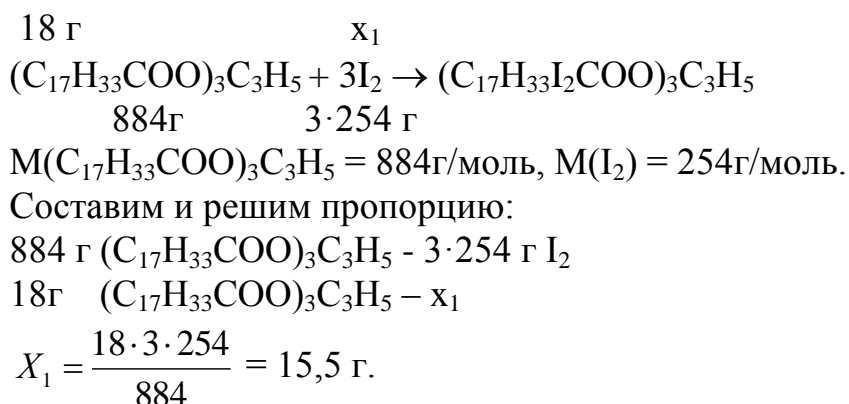 18 г x₁
(C₁₇H₃₃COO)₃C₃H₅ + 3I₂ → (C₁₇H₃₃I₂COO)₃C₃H₅
884г 3·254 г
M(C₁₇H₃₃COO)₃C₃H₅ = 884г/моль, M(I₂) = 254г/моль.
Составим и решим пропорцию:
884 г (C₁₇H₃₃COO)₃C₃H₅ - 3·254 г I₂
18г (C₁₇H₃₃COO)₃C₃H₅ – x₁
X₁ = 18·3·254 / 884 = 15,5 г.